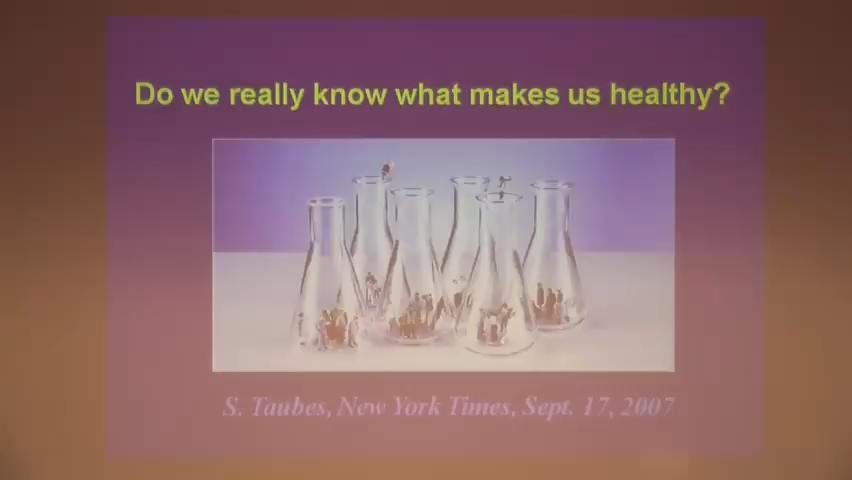 Do we really know what makes us healthy?
S. Taubes, New York Times, Sept. 17, 2007